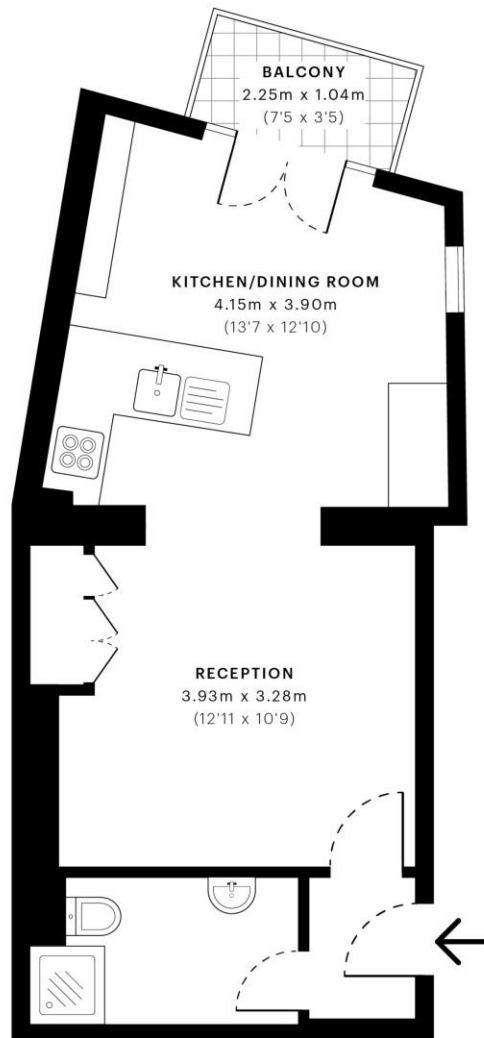 BALCONY
2.25m x 1.04m
(7'5 x 3'5)
KITCHEN/DINING ROOM
4.15m x 3.90m
(13'7 x 12'10)
RECEPTION
3.93m x 3.28m
(12'11 x 10'9)